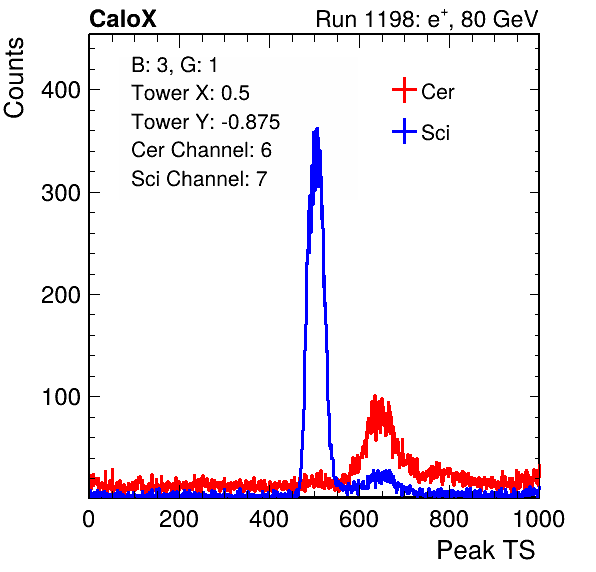 CaloX Run 1198: e+, 80 GeV
Counts
B: 3, G: 1
Tower X: 0.5
Tower Y: -0.875
Cer Channel: 6
Sci Channel: 7
Cer
Sci
400
300
200
100
0 200 400 600 800 1000
Peak TS